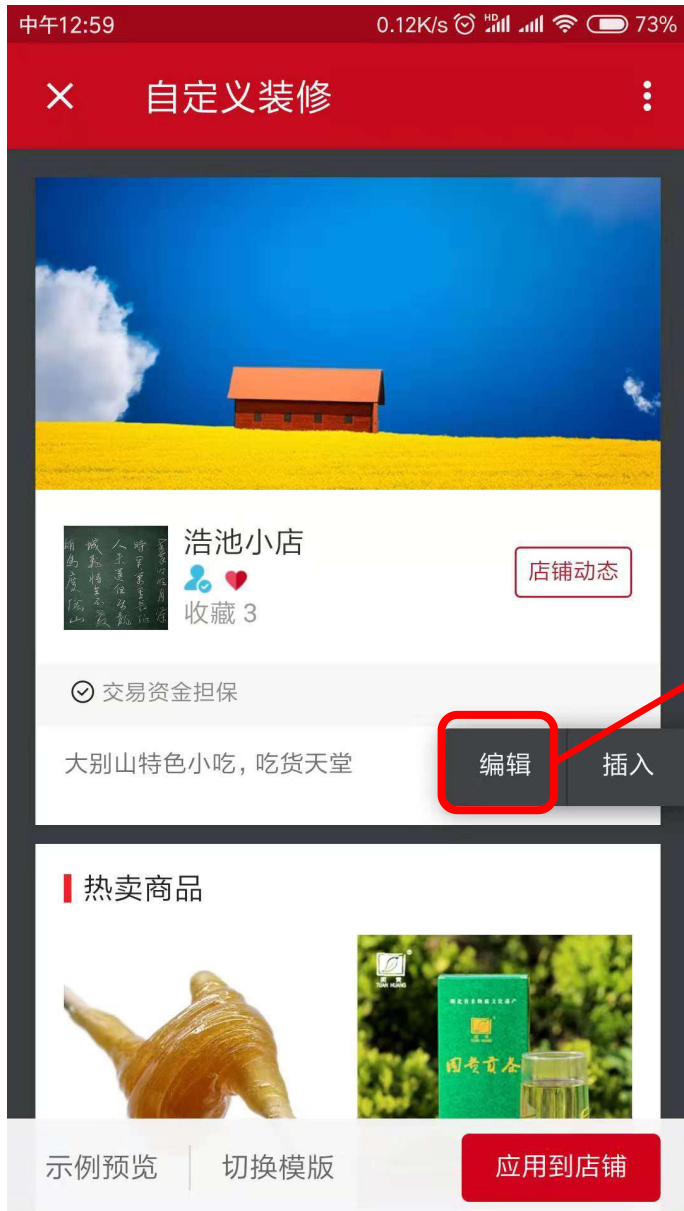 中午12:59 0.12K/s HD 73%
自定义装修
浩池小店
收藏 3
店铺动态
交易资金担保
大别山特色小吃，吃货天堂
编辑 插入
热卖商品
TUAN HUANG
示例预览 切换模版 应用到店铺